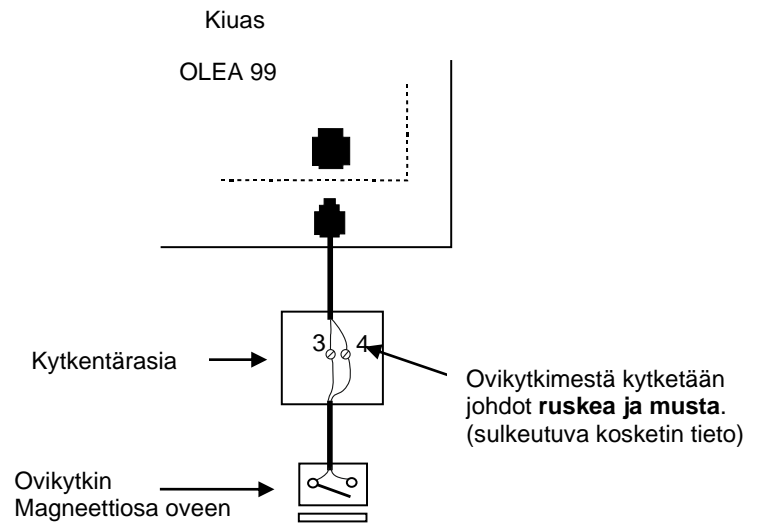 Kiuas
OLEA 99
3 4
Kytkentärasia
Ovikytkimestä kytketään
johdot ruskea ja musta.
(sulkeutuva kosketin tieto)
Ovikytkin
Magneettiosa oveen